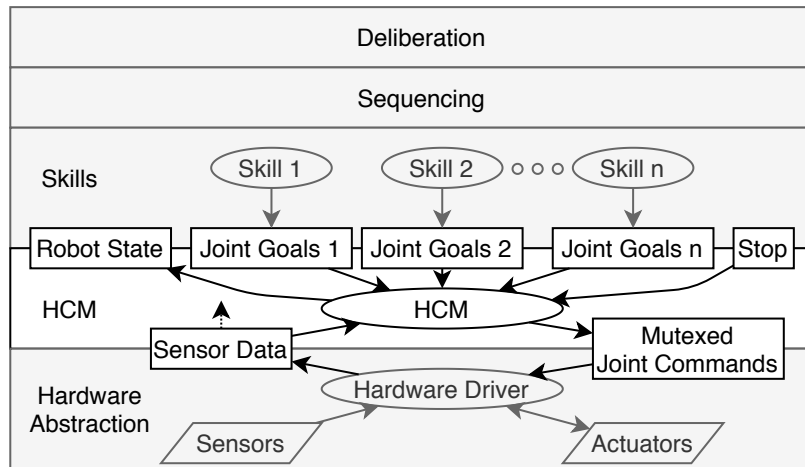 Deliberation
Sequencing
Skills
Skill 1
Skill 2
Skill n
Robot State
Joint Goals 1
Joint Goals 2
Joint Goals n
Stop
HCM
HCM
Sensor Data
Mutexed
Joint Commands
Hardware
Abstraction
Hardware Driver
Sensors
Actuators